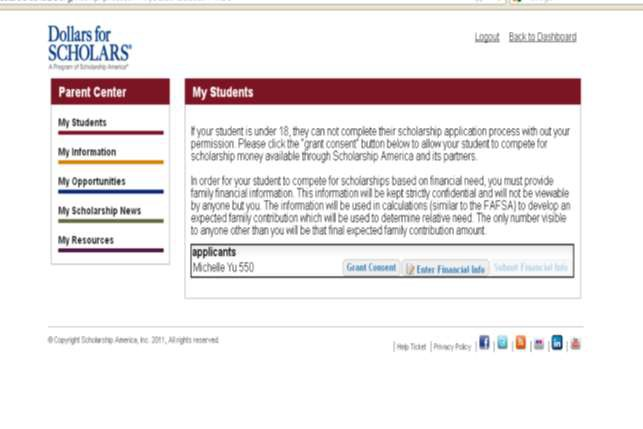 Dollars for
SCHOLARS®
A Program of Scholarship America®
Logout Back to Dashboard
Parent Center
My Students
My Information
My Opportunities
My Scholarship News
My Resources
My Students
If your student is under 18, they can not complete their scholarship application process with out your
permission. Please click the "grant consent" button below to allow your student to compete for
scholarship money available through Scholarship America and its partners.
In order for your student to compete for scholarships based on financial need, you must provide
family financial information. This information will be kept strictly confidential and will not be viewable
by anyone but you. The information will be used in calculations (similar to the FAFSA) to develop an
expected family contribution which will be used to determine relative need. The only number visible
to anyone other than you will be that final expected family contribution amount.
applicants
Michelle Yu 550 Grant Consent Enter Financial Info Submit Financial Info
© Copyright Scholarship America, Inc. 2011, All rights reserved.
| Help Ticket | Privacy Policy |